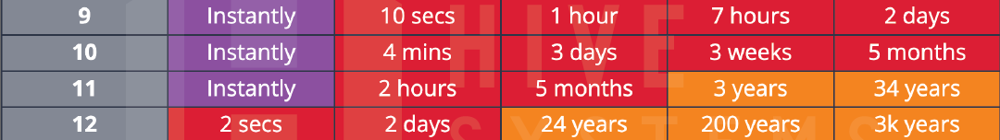 9 Instantly 10 secs 1 hour 7 hours 2 days
10 Instantly 4 mins 3 days 3 weeks 5 months
11 Instantly 2 hours 5 months 3 years 34 years
12 2 secs 2 days 24 years 200 years 3k years
HIVE
SYSTEMS